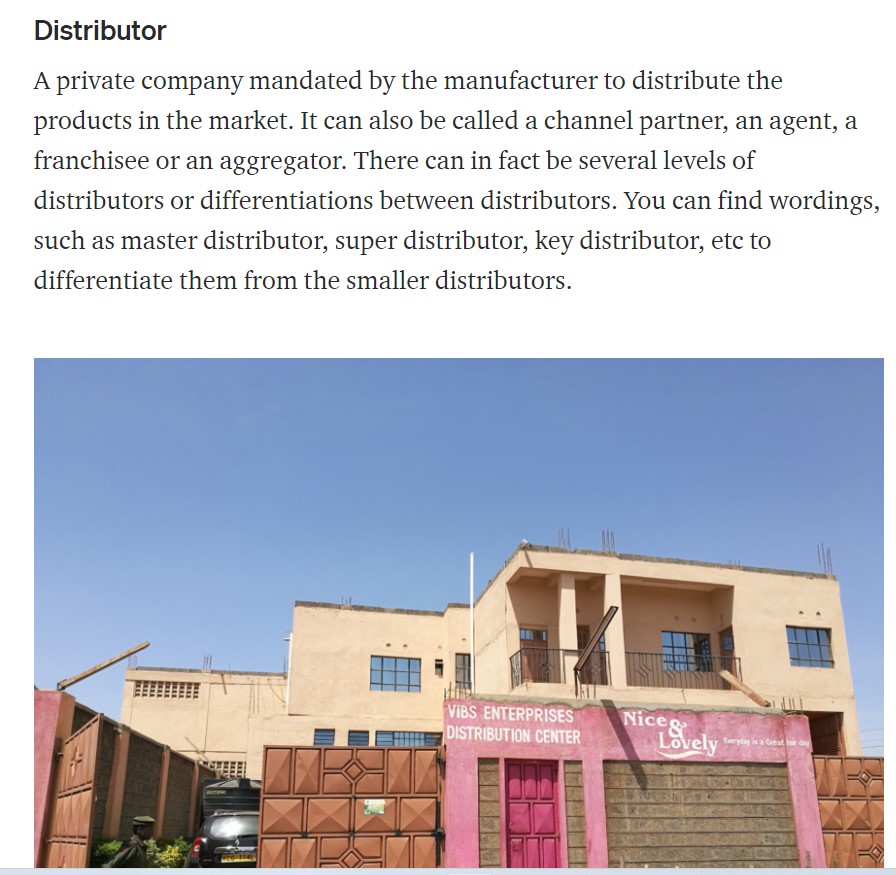 Distributor
A private company mandated by the manufacturer to distribute the
products in the market. It can also be called a channel partner, an agent, a
franchisee or an aggregator. There can in fact be several levels of
distributors or differentiations between distributors. You can find wordings,
such as master distributor, super distributor, key distributor, etc to
differentiate them from the smaller distributors.
ViBS ENTERPRISES
DISTRIBUTION CENTER
Nice &
Lovely
Everyday is a Great hair day